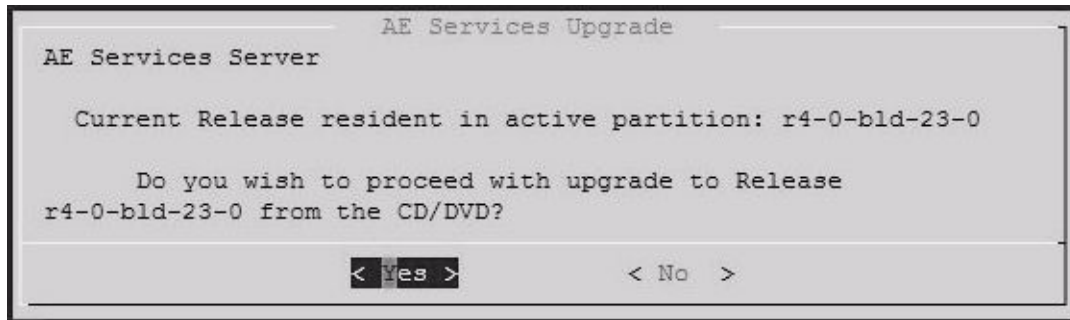 AE Services Upgrade
AE Services Server
Current Release resident in active partition: r4-0-bld-23-0
Do you wish to proceed with upgrade to Release
r4-0-bld-23-0 from the CD/DVD?
< Yes > < No >